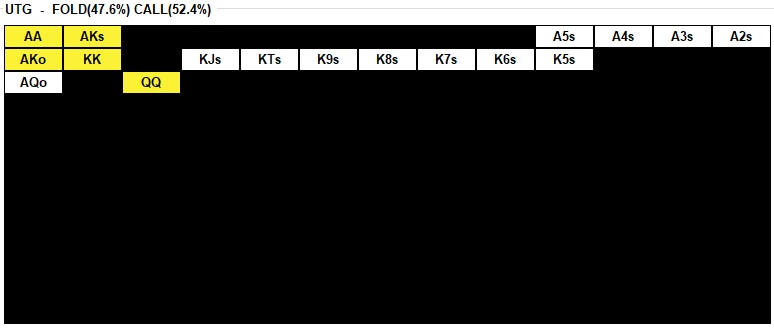 UTG - FOLD(47.6%) CALL(52.4%)
AA AKs A5s A4s A3s A2s
AKo KK KJs KTs K9s K8s K7s K6s K5s
AQo QQ